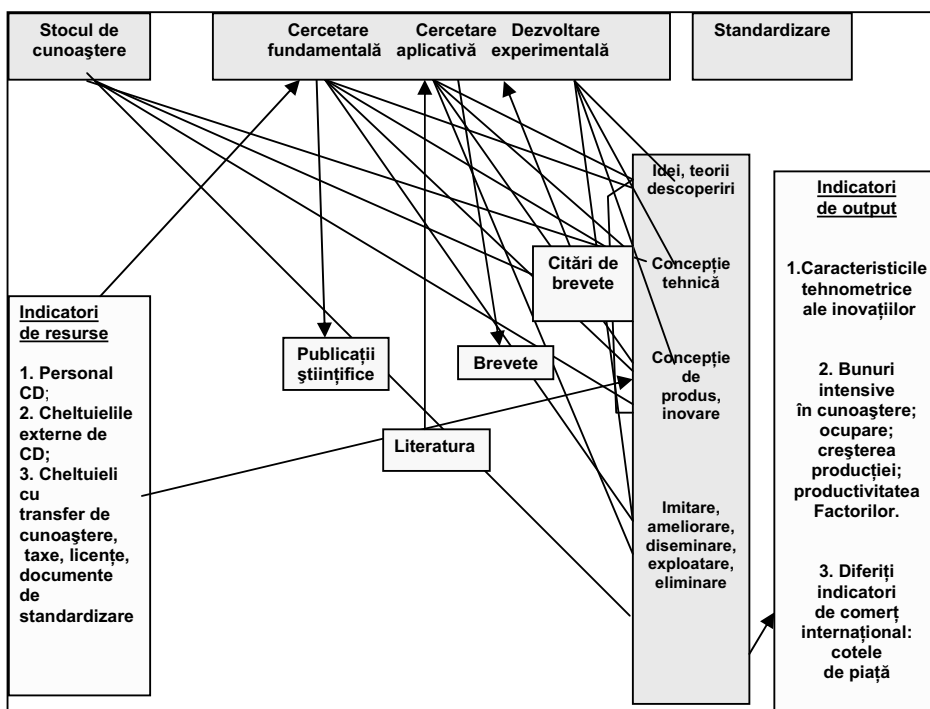 Stocul de
cunoaştere
Cercetare
fundamentală
Cercetare
aplicativă
Dezvoltare
experimentală
Standardizare
Idei, teorii
descoperiri
Concepţie
tehnică
Concepţie
de
produs,
inovare
Imitare,
ameliorare,
diseminare,
exploatare,
eliminare
Citări de
brevete
Publicaţii
ştiinţifice
Brevete
Literatura
Indicatori
de resurse
1. Personal
CD;
2. Cheltuielile
externe de
CD;
3. Cheltuieli
cu
transfer de
cunoaştere,
taxe, licenţe,
documente
de
standardizare
Indicatori
de output
1.Caracteristicile
tehnometrice
ale inovaţiilor
2. Bunuri
intensive
în cunoaştere;
ocupare;
creşterea
producţiei;
productivitatea
Factorilor.
3. Diferiţi
indicatori
de comerţ
internaţional:
cotele
de piaţă